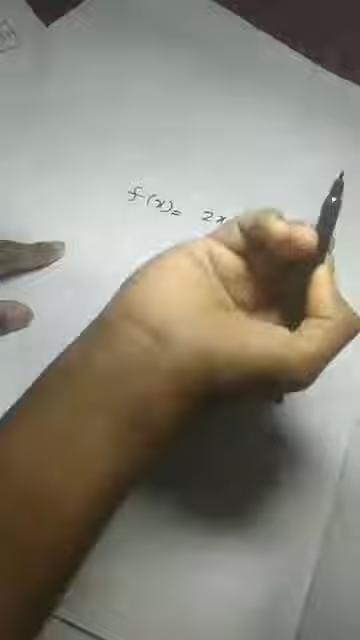 f(x) = 2x